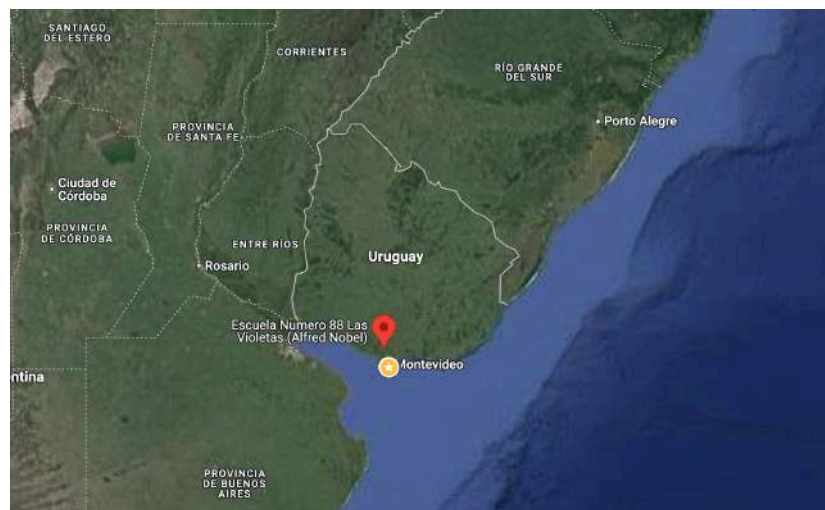 SANTIAGO
DEL ESTERO
CORRIENTES
RÍO GRANDE
DEL SUR
PROVINCIA
DE SANTA FE
Porto Alegre
Ciudad de
Córdoba
PROVINCIA
DE CÓRDOBA
ENTRE RÍOS
Uruguay
Rosario
Escuela Numero 88 Las
Violetas (Alfred Nobel)
Montevideo
ntina
PROVINCIA
DE BUENOS
AIRES